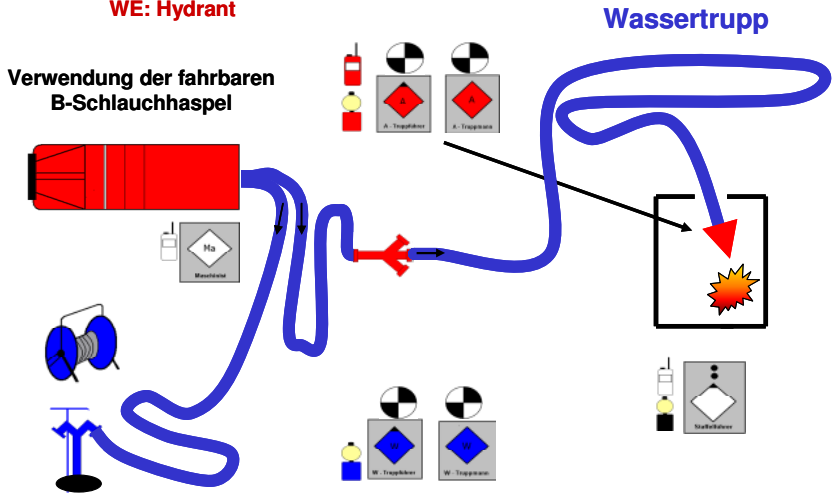 WE: Hydrant
Wassertrupp
Verwendung der fahrbaren
B-Schlauchhaspel
A
A - Truppführer
A
A - Truppmann
Ma
Maschinist
W
W - Truppführer
W
W - Truppmann
Staffelführer